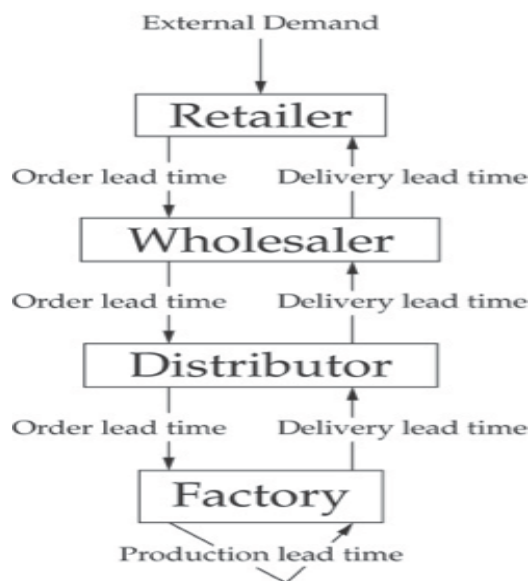 External Demand
Retailer
Order lead time Delivery lead time
Wholesaler
Order lead time Delivery lead time
Distributor
Order lead time Delivery lead time
Factory
Production lead time